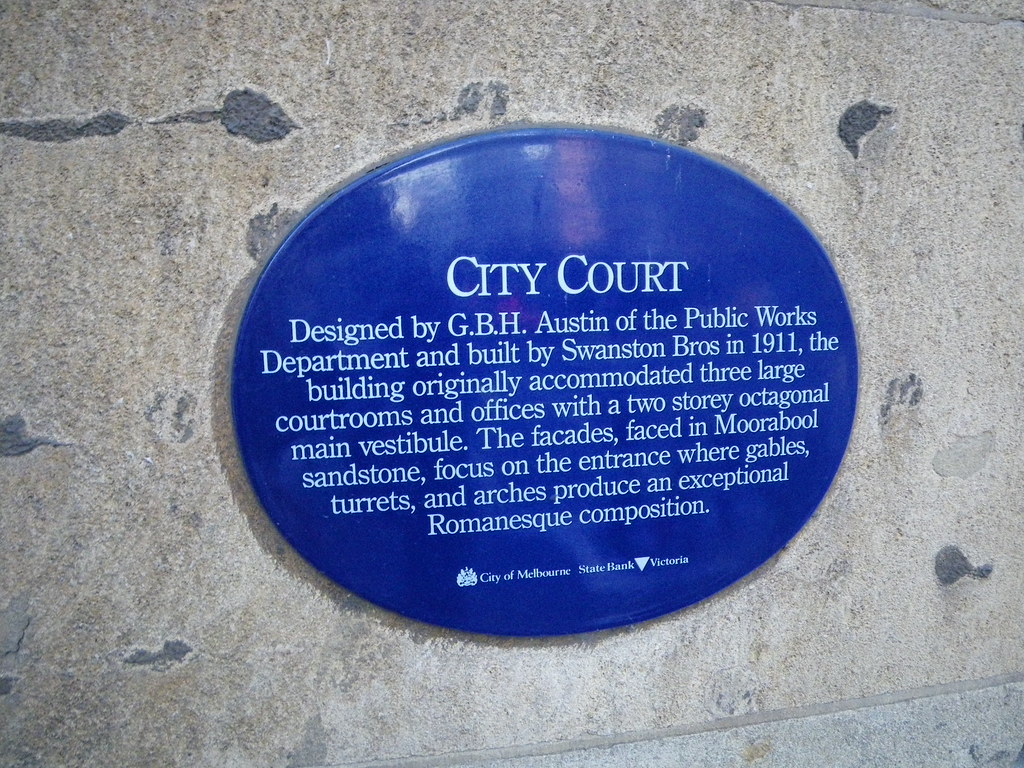 CITY COURT
Designed by G.B.H. Austin of the Public Works
Department and built by Swanston Bros in 1911, the
building originally accommodated three large
courtrooms and offices with a two storey octagonal
main vestibule. The facades, faced in Moorabool
sandstone, focus on the entrance where gables,
turrets, and arches produce an exceptional
Romanesque composition.
City of Melbourne State Bank Victoria